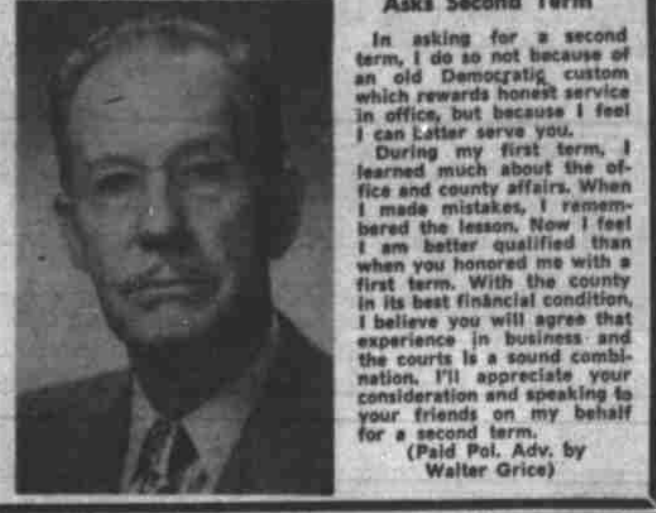 Asks Second Term
In asking for a second
term, I do so not because of
an old Democratic custom
which rewards honest service
in office, but because I feel
I can better serve you.
During my first term, I
learned much about the of-
fice and county affairs. When
I made mistakes, I remem-
bered the lesson. Now I feel
I am better qualified than
when you honored me with a
first term. With the county
in its best financial condition,
I believe you will agree that
experience in business and
the courts is a sound combi-
nation. I'll appreciate your
consideration and speaking to
your friends on my behalf
for a second term.
(Paid Pol. Adv. by
Walter Grice)